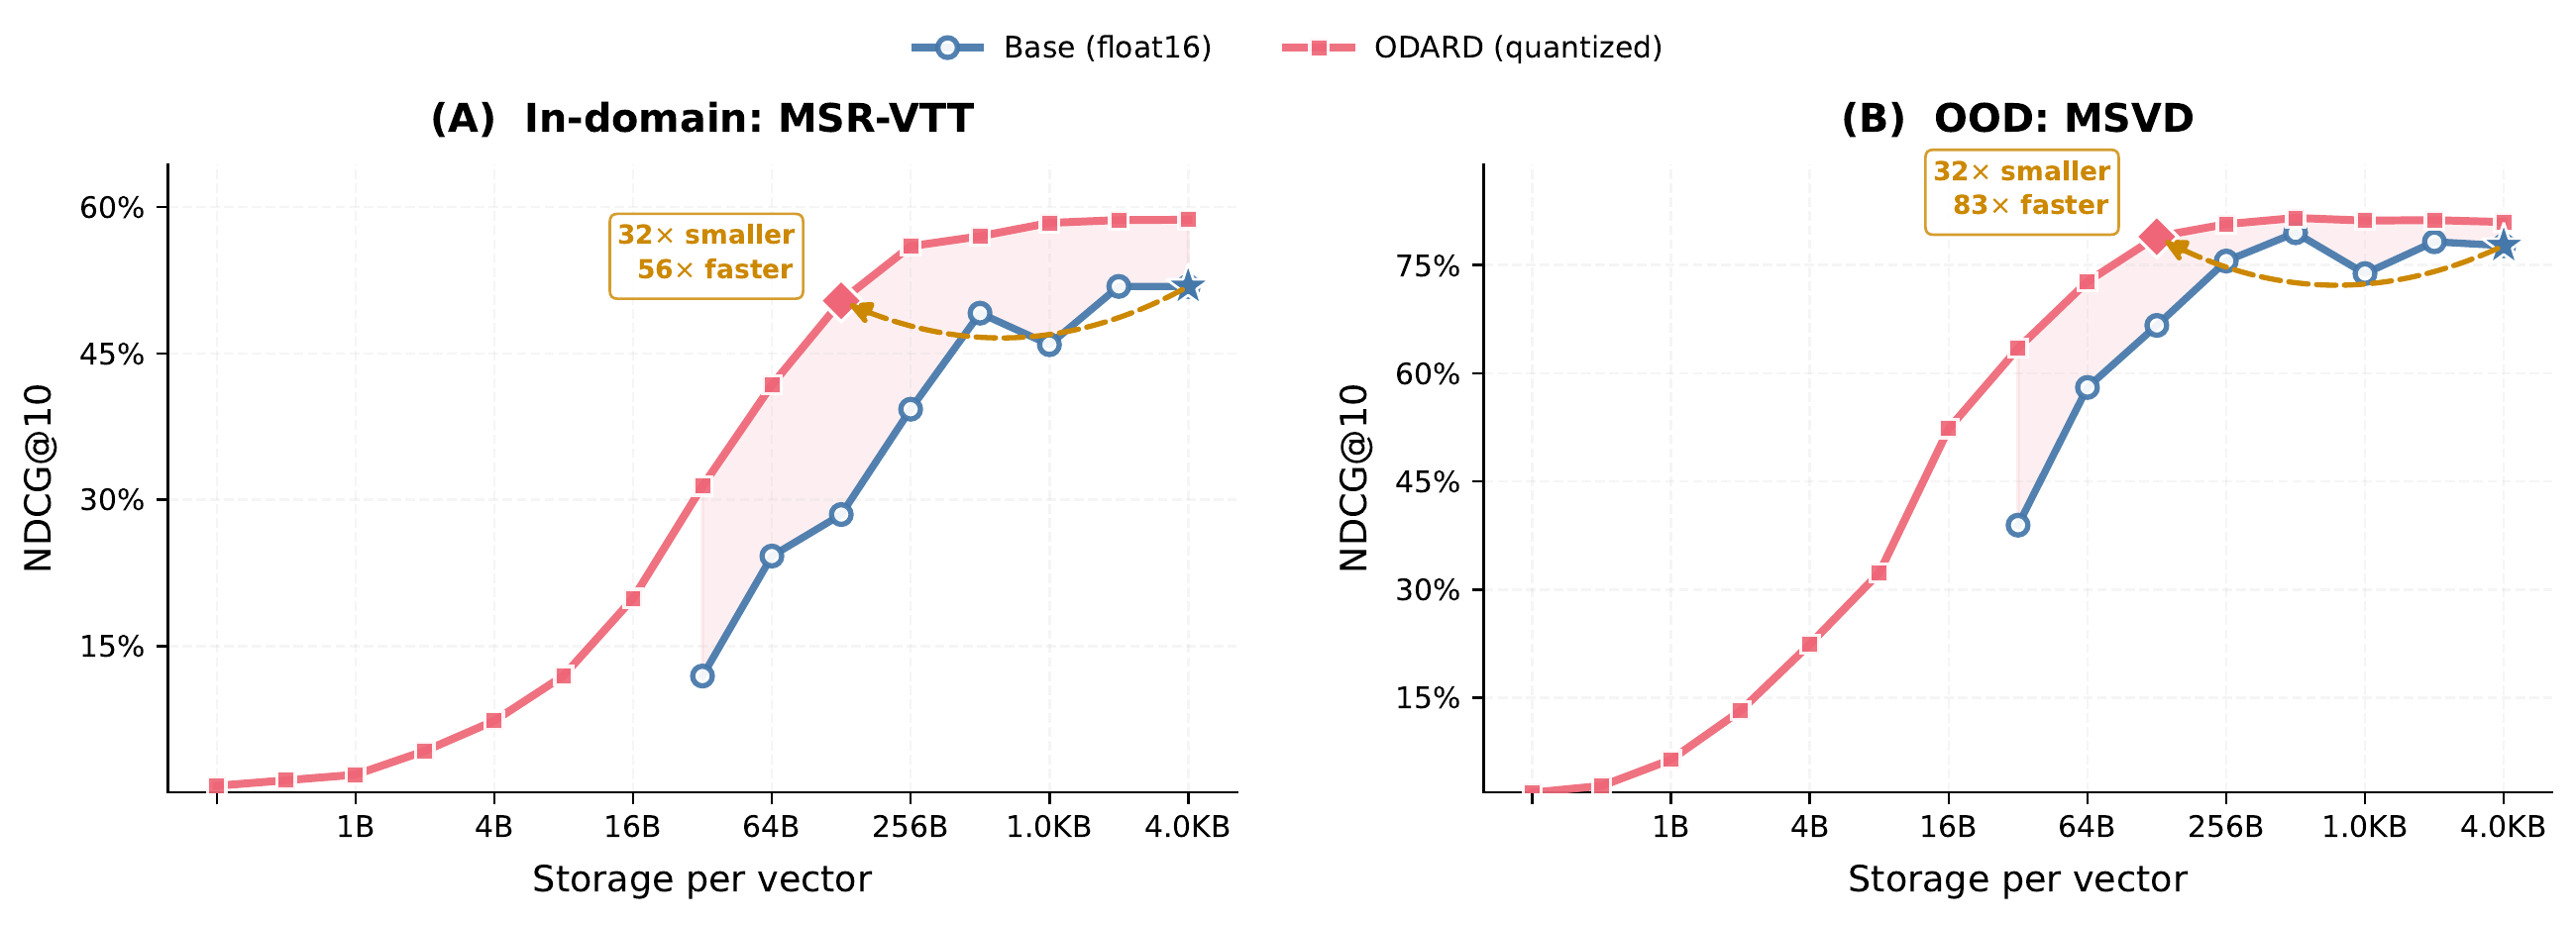 Base (float16)
ODARD (quantized)
(A) In-domain: MSR-VTT
32× smaller
56× faster
60%
45%
30%
15%
NDCG@10
1B
4B
16B
64B
256B
1.0KB
4.0KB
Storage per vector
(B) OOD: MSVD
32× smaller
83× faster
75%
60%
45%
30%
15%
NDCG@10
1B
4B
16B
64B
256B
1.0KB
4.0KB
Storage per vector